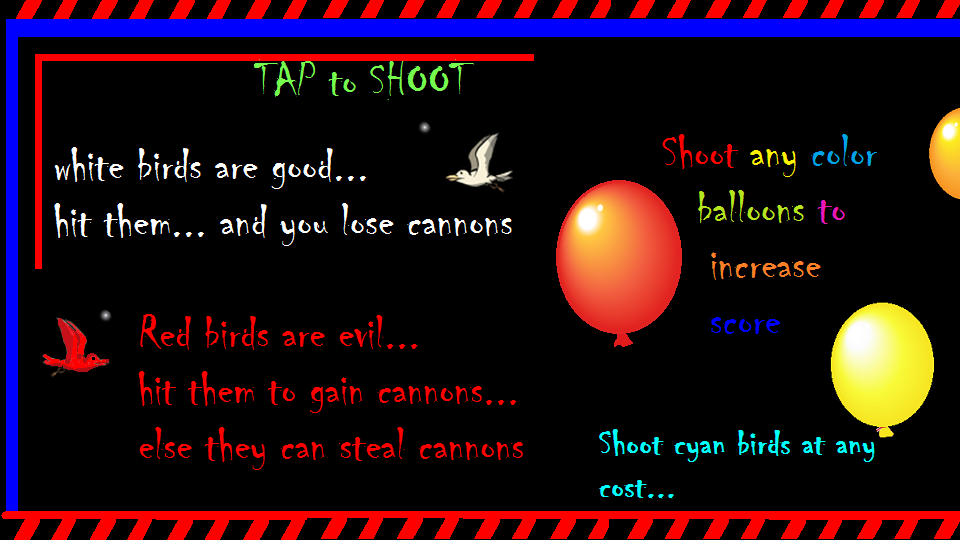 TAP to SHOOT
white birds are good...
hit them... and you lose cannons
Red birds are evil...
hit them to gain cannons...
else they can steal cannons
Shoot any color
balloons to
increase
score
Shoot cyan birds at any
cost...